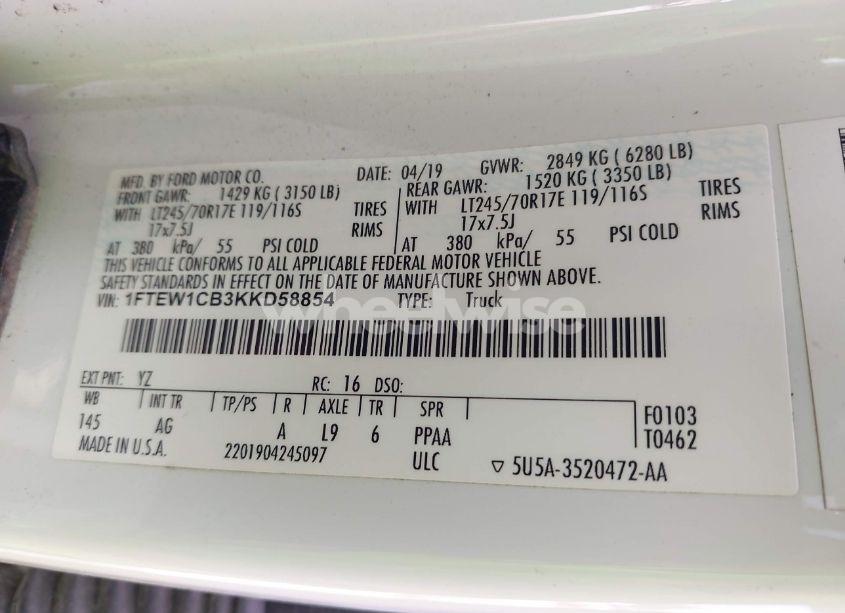 MFD. BY FORD MOTOR CO. DATE: 04/19 GVWR: 2849 KG ( 6280 LB)
FRONT GAWR: 1429 KG ( 3150 LB) REAR GAWR: 1520 KG ( 3350 LB)
WITH LT245/70R17E 119/116S TIRES WITH LT245/70R17E 119/116S TIRES
17x7.5J RIMS 17x7.5J RIMS
AT 380 kPa/ 55 PSI COLD AT 380 kPa/ 55 PSI COLD
THIS VEHICLE CONFORMS TO ALL APPLICABLE FEDERAL MOTOR VEHICLE
SAFETY STANDARDS IN EFFECT ON THE DATE OF MANUFACTURE SHOWN ABOVE.
VIN: 1FTEW1CB3KKD58854 TYPE: Truck
wheelwise
EXT PNT: YZ RC: 16 DSO:
WB INT TR TP/PS R AXLE TR SPR F0103
145 AG A L9 6 PPAA T0462
MADE IN U.S.A. 2201904245097 ULC ▽ 5U5A-3520472-AA